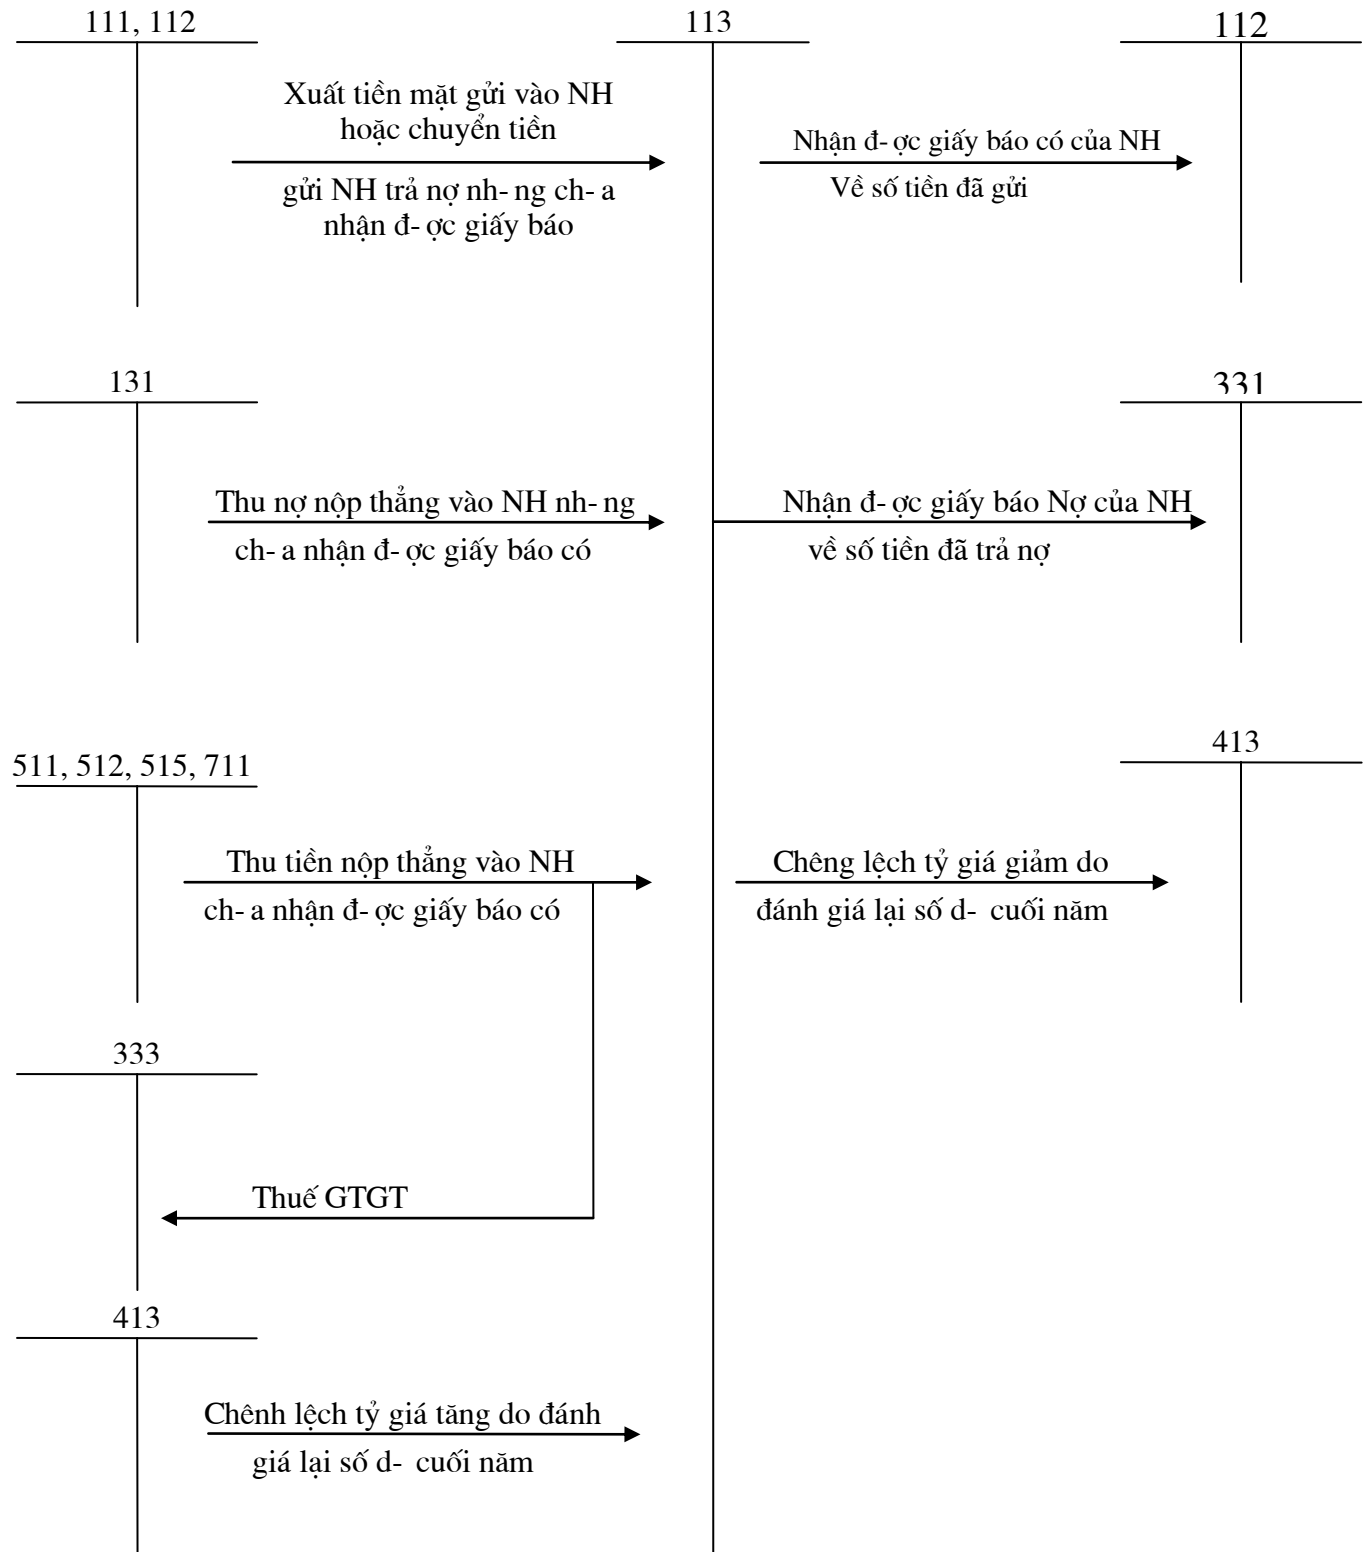 111, 112
113
112
Xuất tiền mặt gửi vào NH
hoặc chuyển tiền
gửi NH trả nợ nh- ng ch- a
nhận đ- ợc giấy báo
Nhận đ- ợc giấy báo có của NH
Về số tiền đã gửi
131
331
Thu nợ nộp thẳng vào NH nh- ng
ch- a nhận đ- ợc giấy báo có
Nhận đ- ợc giấy báo Nợ của NH
về số tiền đã trả nợ
511, 512, 515, 711
413
Thu tiền nộp thẳng vào NH
ch- a nhận đ- ợc giấy báo có
Chêng lệch tỷ giá giảm do
đánh giá lại số d-  cuối năm
333
Thuế GTGT
413
Chênh lệch tỷ giá tăng do đánh
giá lại số d-  cuối năm